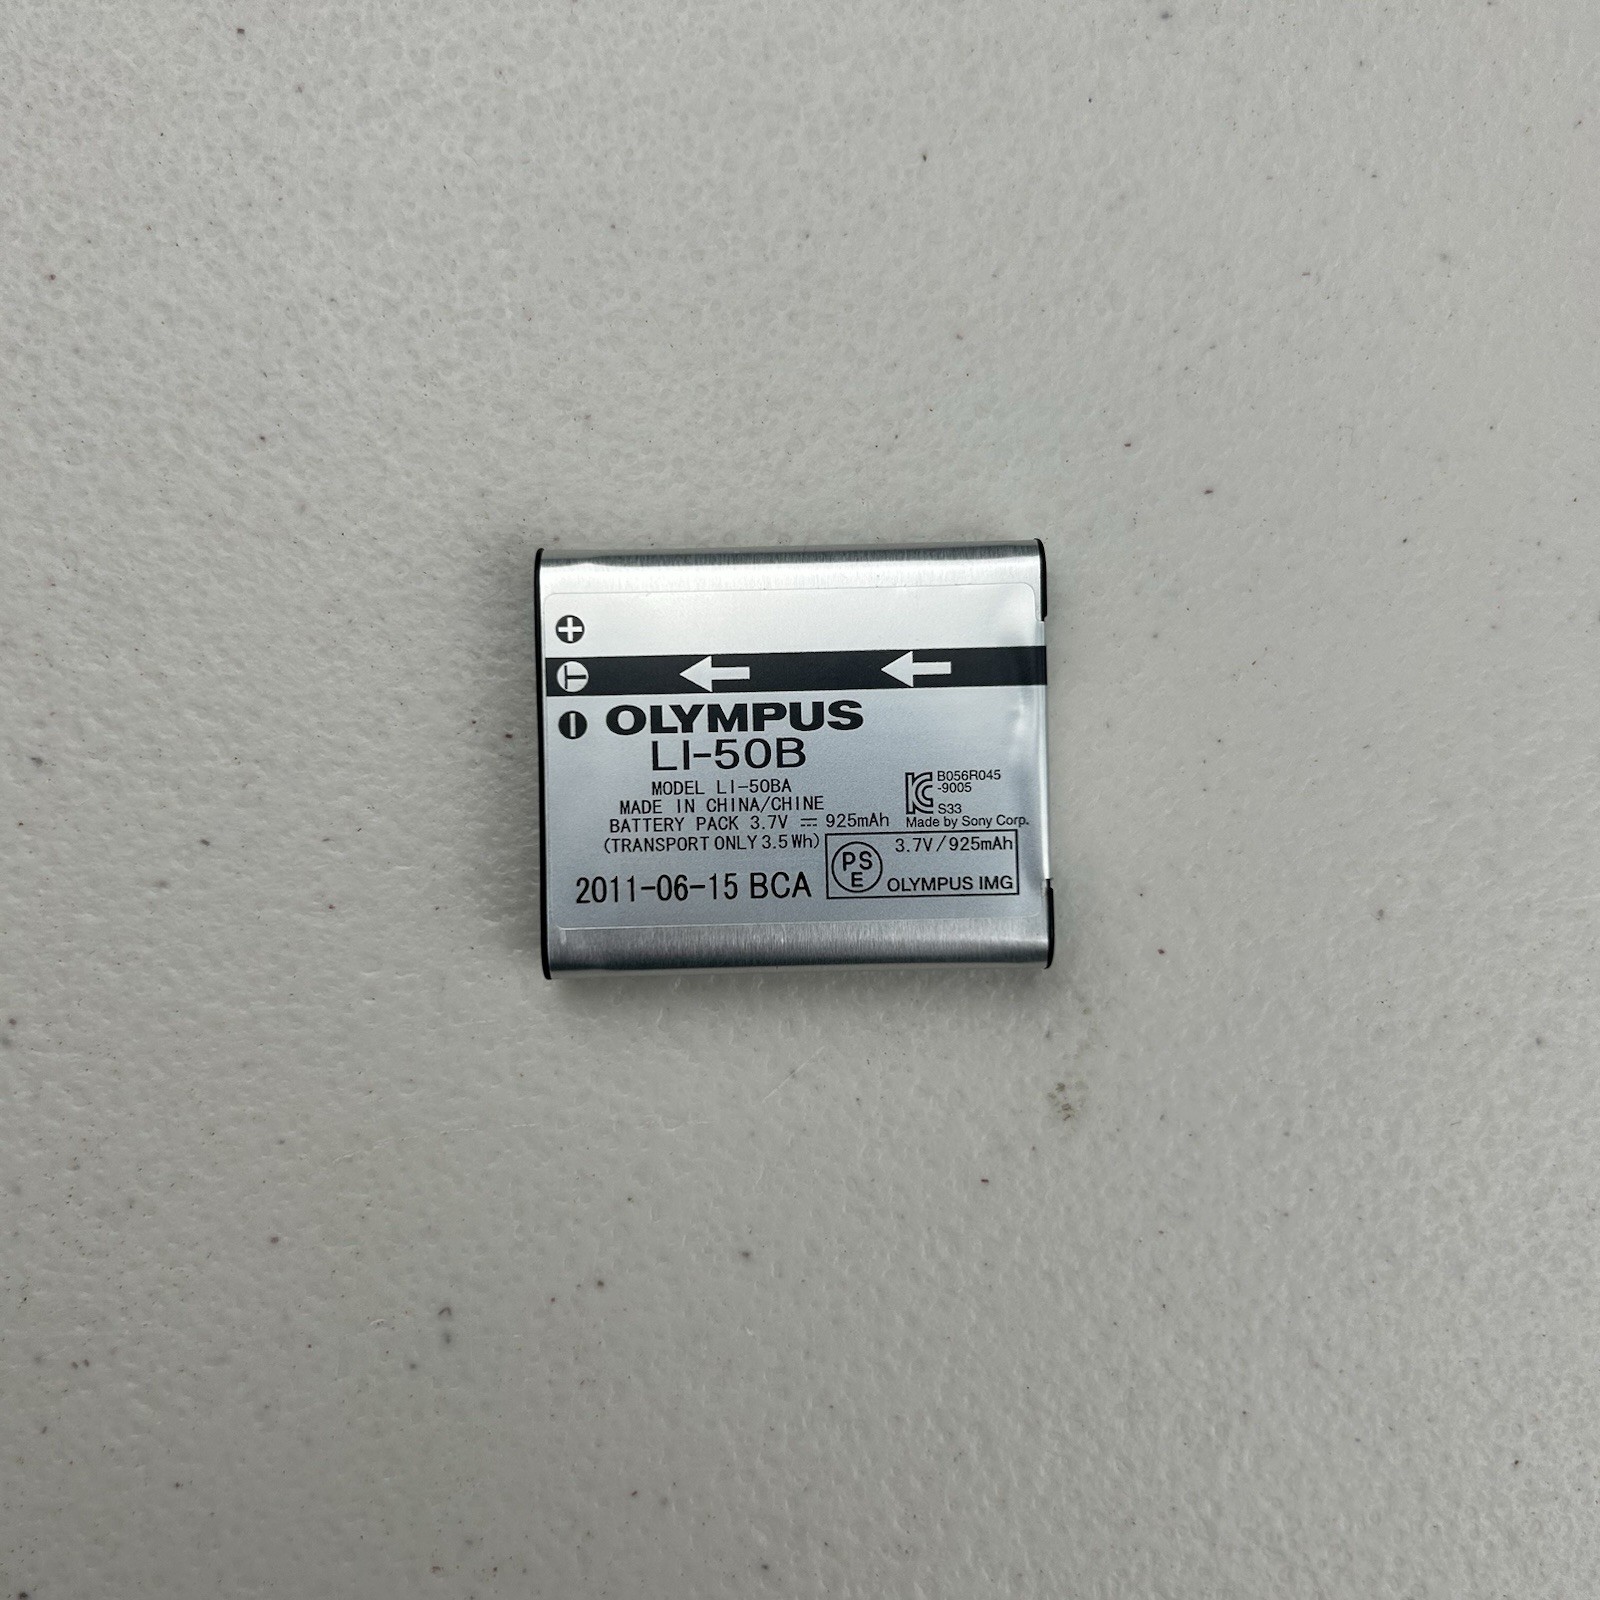 OLYMPUS
LI-50B
MODEL LI-50BA
MADE IN CHINA/CHINE
BATTERY PACK 3.7V ⎓ 925mAh
(TRANSPORT ONLY 3.5 Wh)
2011-06-15 BCA
B056R045
-9005
S33
Made by Sony Corp.
PS
E
3.7V/925mAh
OLYMPUS IMG